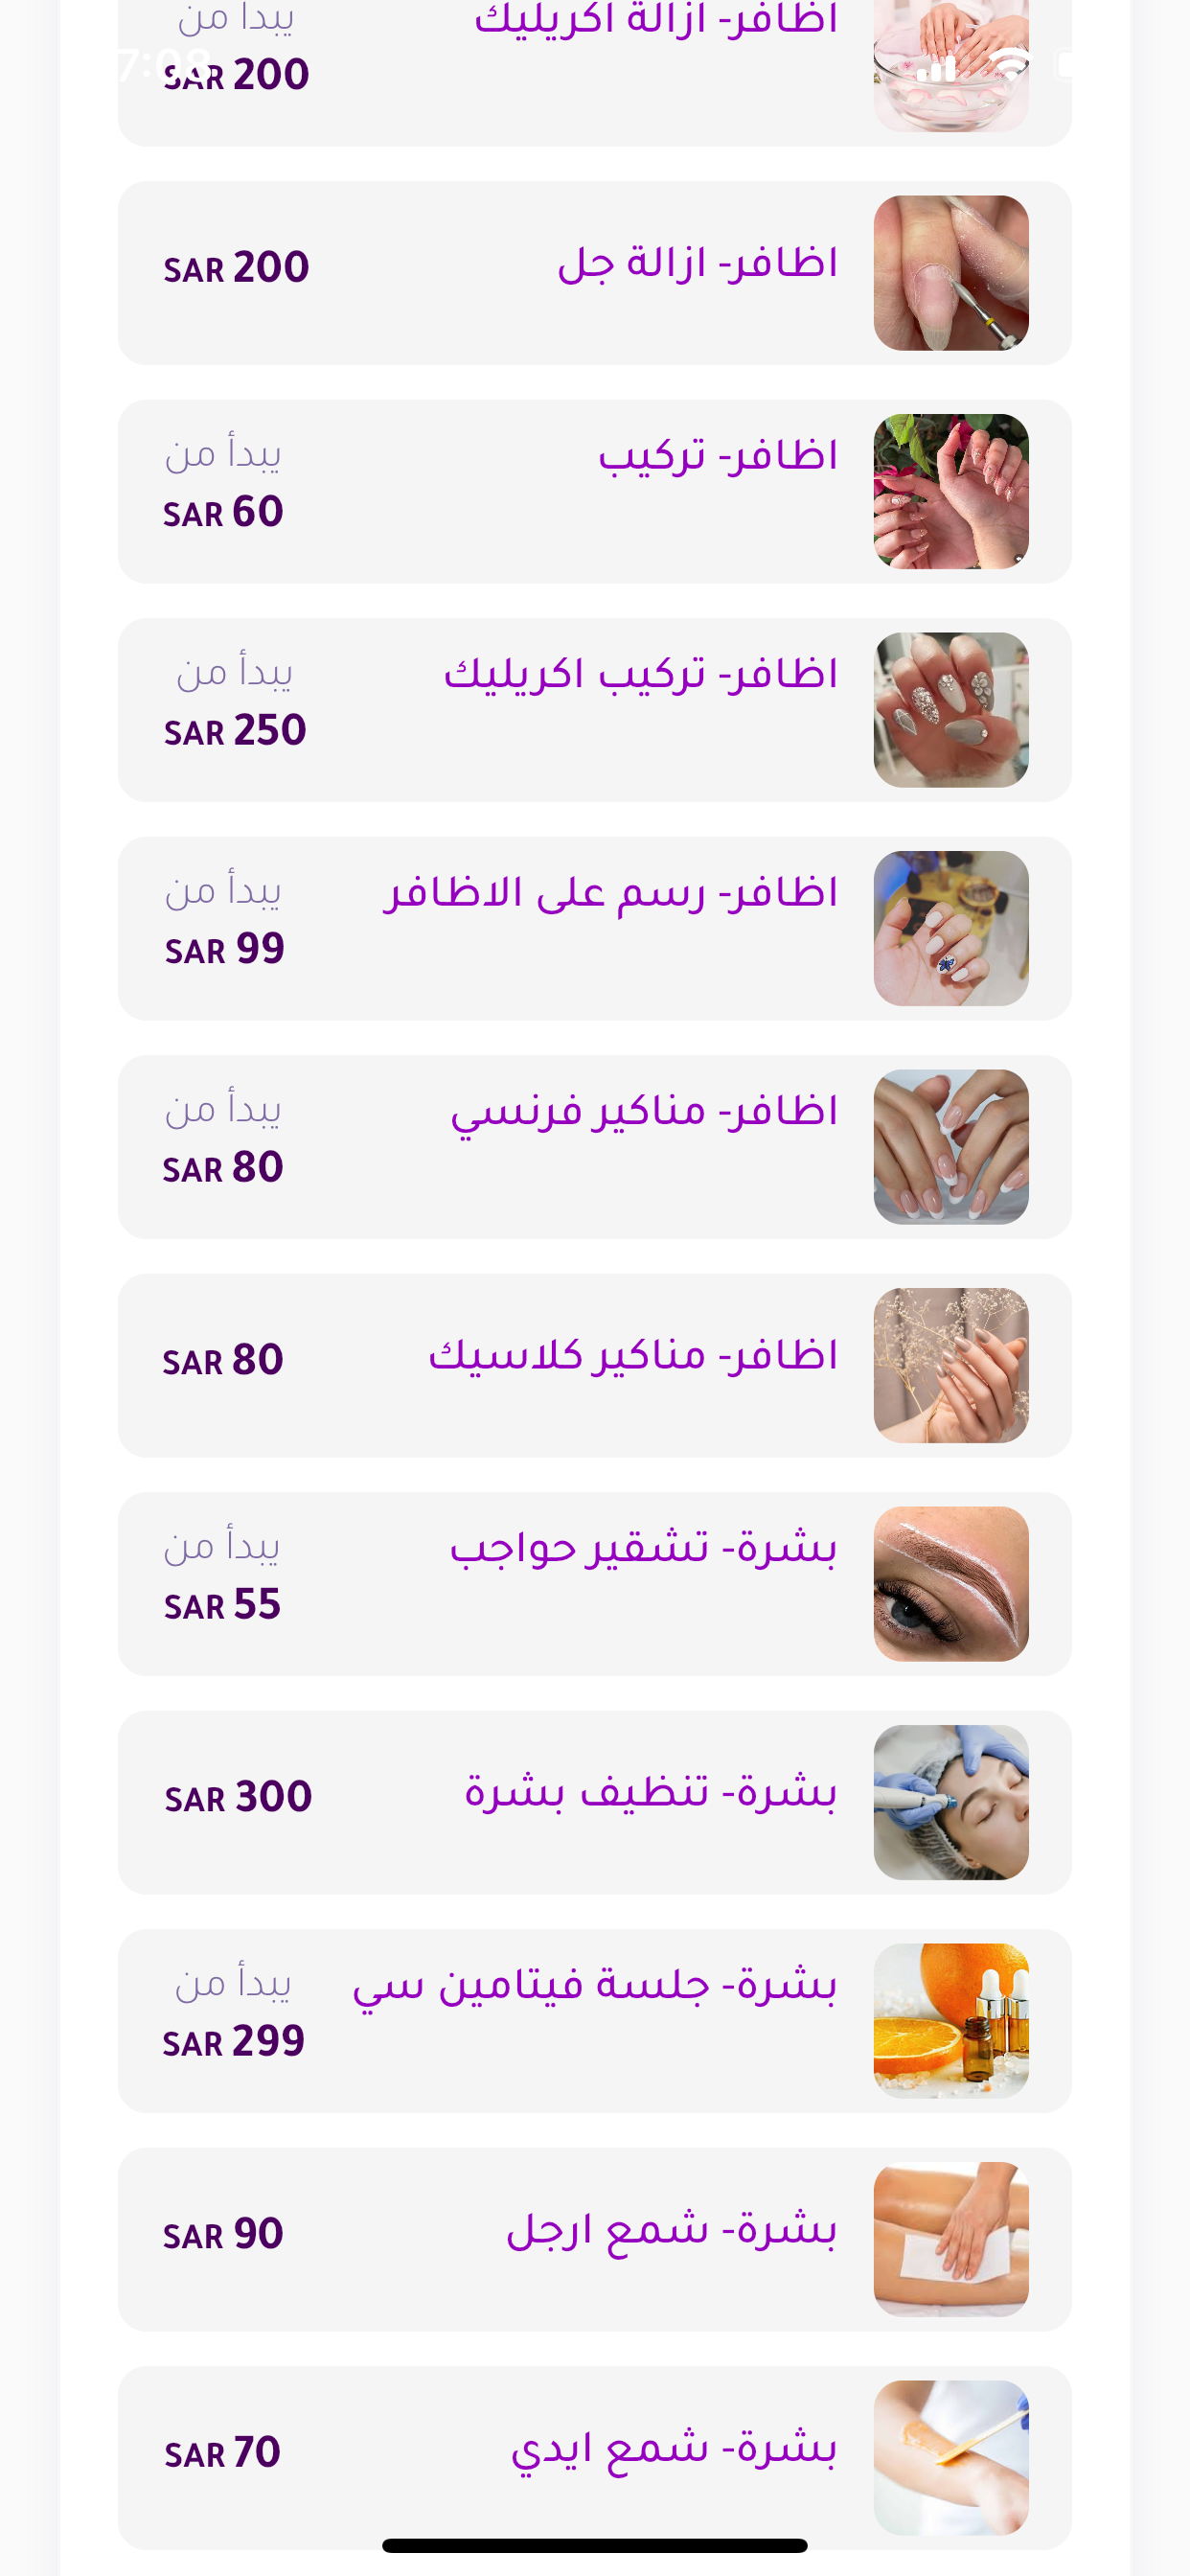 اظافر- ازالة اكريليك
يبدأ من
7:08
SAR 200
اظافر- ازالة جل
SAR 200
اظافر- تركيب
يبدأ من
SAR 60
اظافر- تركيب اكريليك
يبدأ من
SAR 250
اظافر- رسم على الاظافر
يبدأ من
SAR 99
اظافر- مناكير فرنسي
يبدأ من
SAR 80
اظافر- مناكير كلاسيك
SAR 80
بشرة- تشقير حواجب
يبدأ من
SAR 55
بشرة- تنظيف بشرة
SAR 300
بشرة- جلسة فيتامين سي
يبدأ من
SAR 299
بشرة- شمع ارجل
SAR 90
بشرة- شمع ايدي
SAR 70